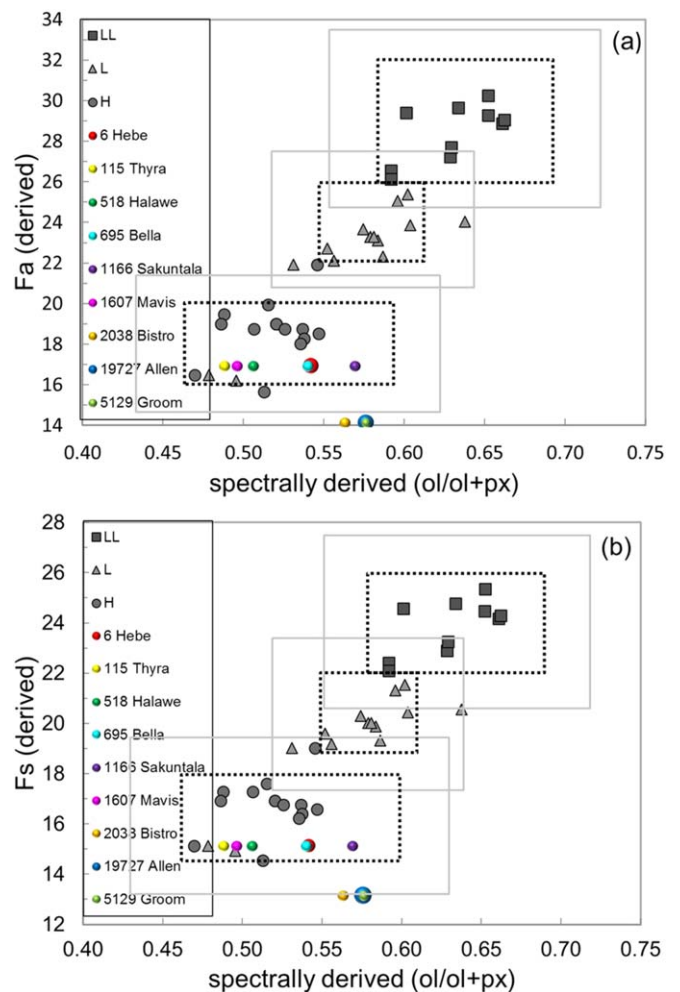 34
32
30
28
26
24
22
20
18
16
14
Fa (derived)
(a)
LL
L
H
6 Hebe
115 Thyra
518 Halawe
695 Bella
1166 Sakuntala
1607 Mavis
2038 Bistro
19727 Allen
5129 Groom
0.40 0.45 0.50 0.55 0.60 0.65 0.70 0.75
spectrally derived (ol/ol+px)
28
26
24
22
20
18
16
14
12
Fs (derived)
(b)
LL
L
H
6 Hebe
115 Thyra
518 Halawe
695 Bella
1166 Sakuntala
1607 Mavis
2038 Bistro
19727 Allen
5129 Groom
0.40 0.45 0.50 0.55 0.60 0.65 0.70 0.75
spectrally derived (ol/ol+px)